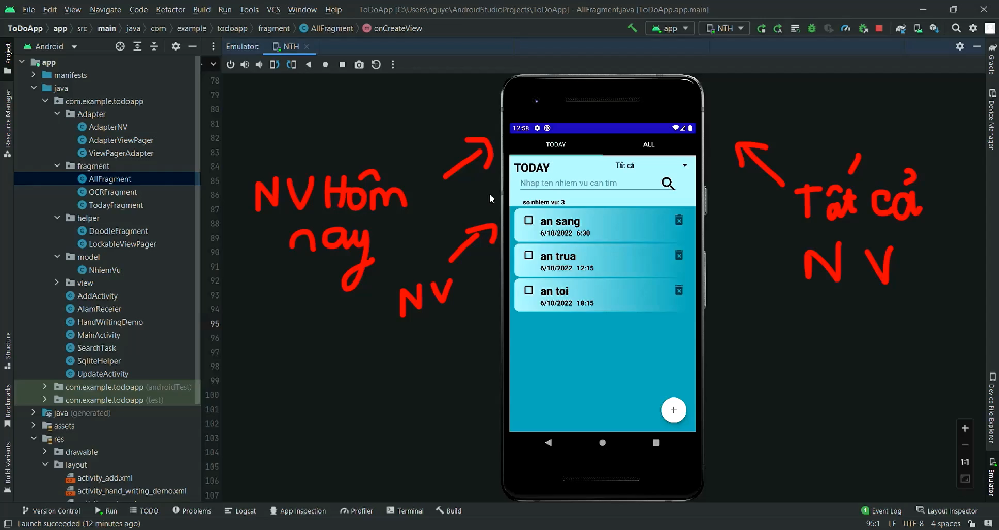 File Edit View Navigate Code Refactor Build Run Tools VCS Window Help ToDoApp [C:\Users\nguye\AndroidStudioProjects\ToDoApp] - AllFragment.java [ToDoApp.app.main]
ToDoApp app src main java com example todoapp fragment AllFragment onCreateView app NTH
Android
Emulator: NTH
Project
Resource Manager
Structure
Bookmarks
Build Variants
app
manifests
java
com.example.todoapp
Adapter
AdapterNV
AdapterViewPager
ViewPagerAdapter
fragment
AllFragment
OCRFragment
TodayFragment
helper
DoodleFragment
LockableViewPager
model
NhiemVu
view
AddActivity
AlamReceier
HandWritingDemo
MainActivity
SearchTask
SqliteHelper
UpdateActivity
com.example.todoapp (androidTest)
com.example.todoapp (test)
java (generated)
assets
res
drawable
layout
activity_add.xml
activity_hand_writing_demo.xml
78
79
80
81
82
83
84
85
86
87
88
89
90
91
92
93
94
95
96
97
98
99
100
101
102
103
104
105
106
107
NV Hôm
nay
NV
12:58
TODAY ALL
TODAY Tất cả
Nhap ten nhiem vu can tim
so nhiem vu: 3
an sang
6/10/2022 6:30
an trua
6/10/2022 12:15
an toi
6/10/2022 18:15
+
Tất cả
NV
1:1
Gradle
Device Manager
Device File Explorer
Emulator
Version Control Run TODO Problems Logcat App Inspection Profiler Terminal Build 1 Event Log Layout Inspector
Launch succeeded (12 minutes ago) 95:1 LF UTF-8 4 spaces